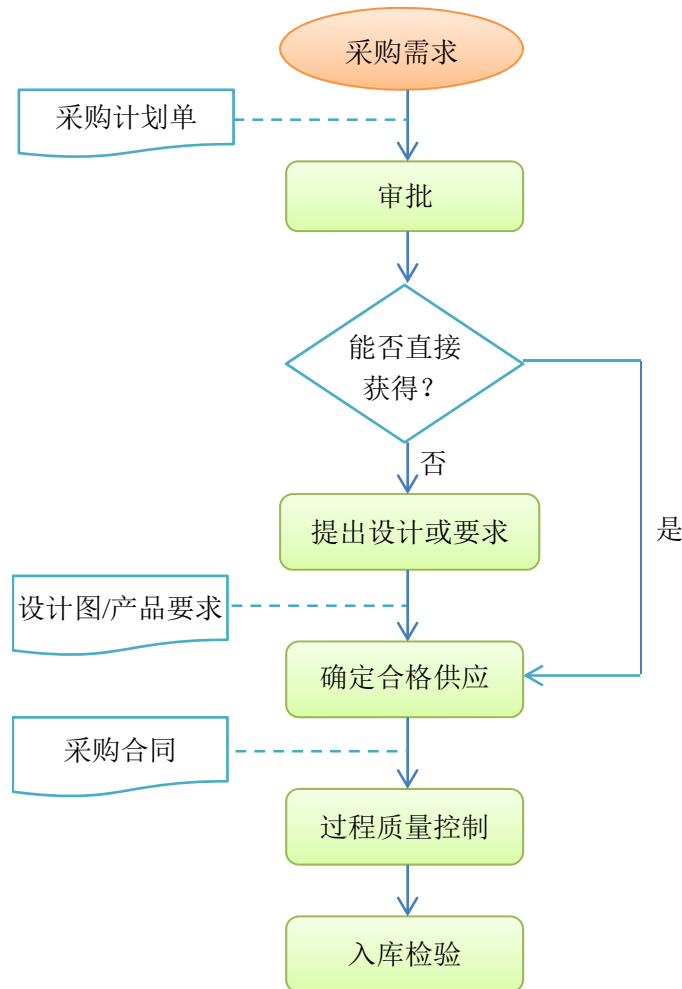 采购需求
采购计划单
审批
能否直接
获得？
否
提出设计或要求
是
设计图/产品要求
确定合格供应
采购合同
过程质量控制
入库检验